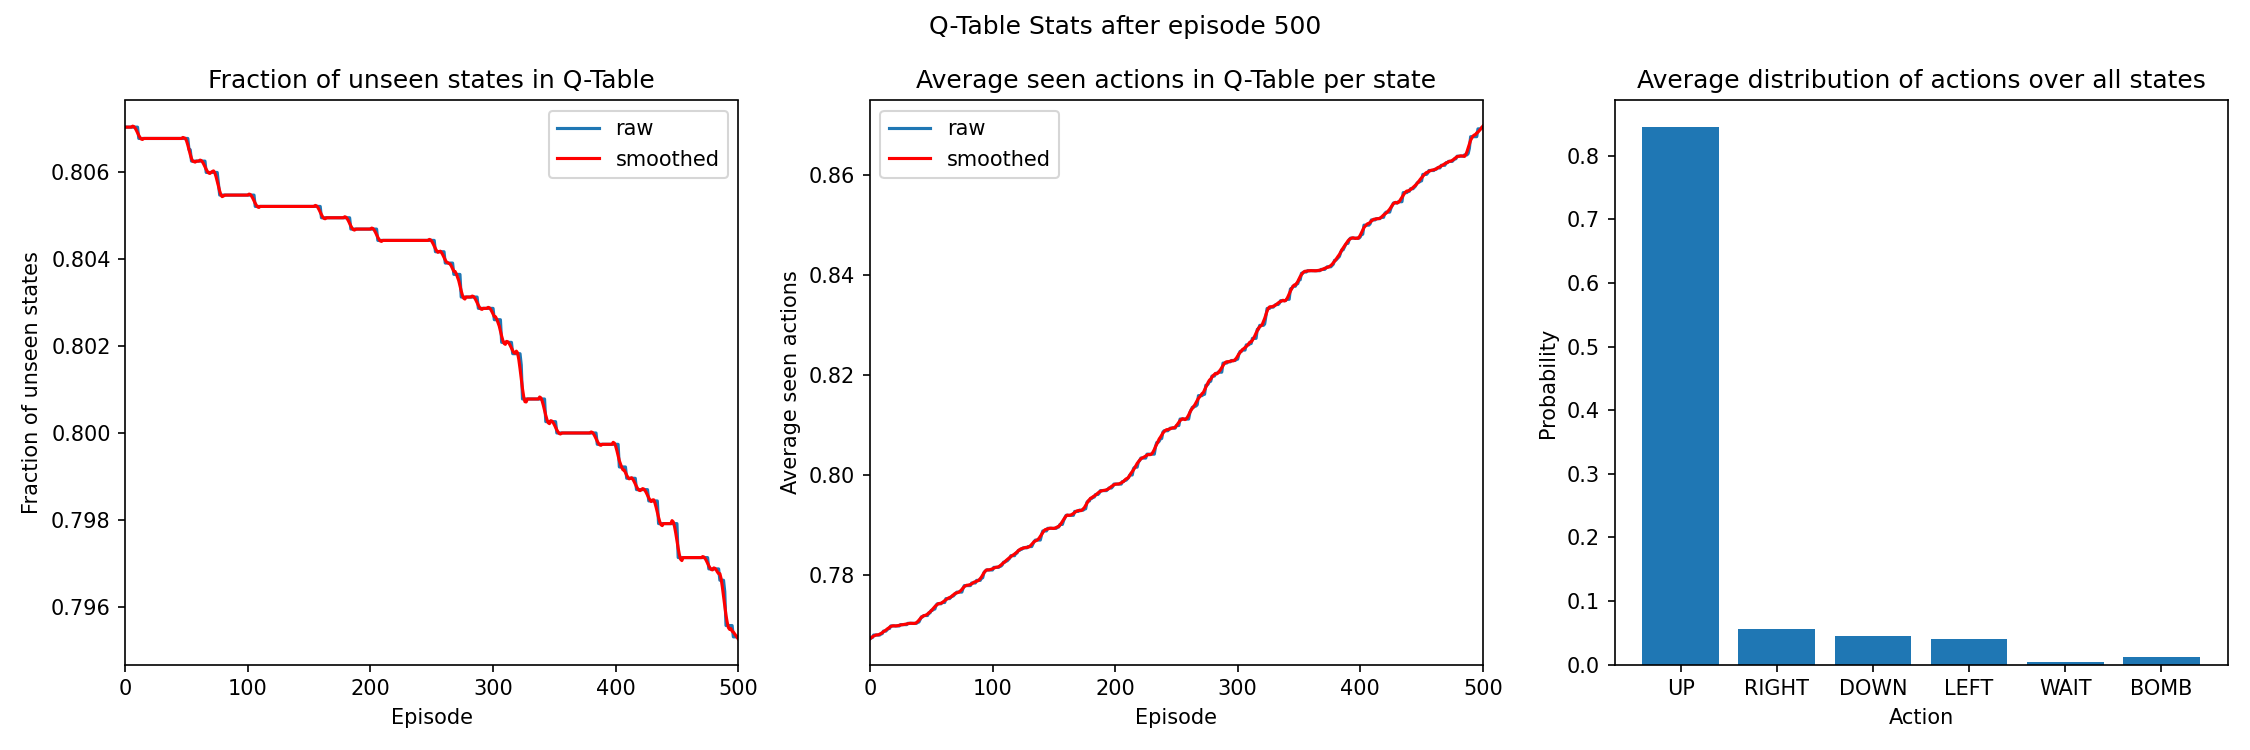 Q-Table Stats after episode 500
Fraction of unseen states in Q-Table
Fraction of unseen states
0.806
0.804
0.802
0.800
0.798
0.796
raw
smoothed
0 100 200 300 400 500
Episode
Average seen actions in Q-Table per state
Average seen actions
0.86
0.84
0.82
0.80
0.78
raw
smoothed
0 100 200 300 400 500
Episode
Average distribution of actions over all states
Probability
0.8
0.7
0.6
0.5
0.4
0.3
0.2
0.1
0.0
UP RIGHT DOWN LEFT WAIT BOMB
Action